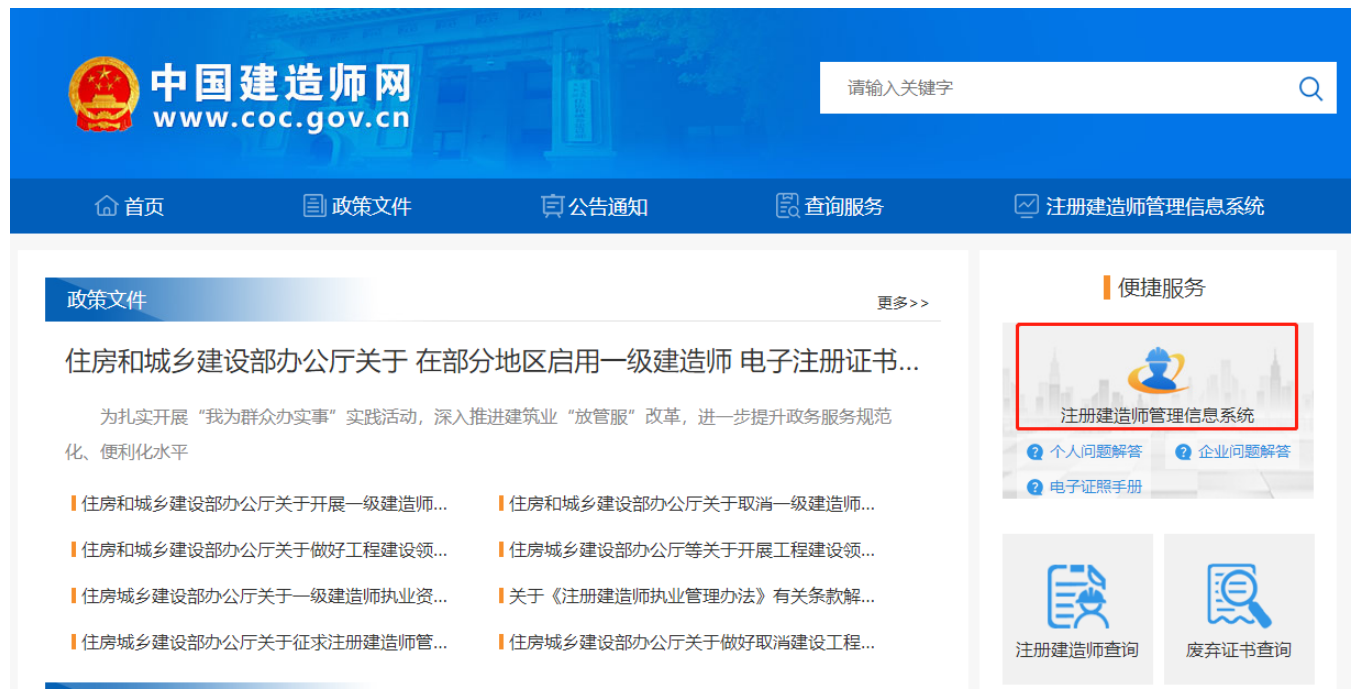 中国建造师网
www.coc.gov.cn
请输入关键字
首页
政策文件
公告通知
查询服务
注册建造师管理信息系统
政策文件
更多>>
住房和城乡建设部办公厅关于 在部分地区启用一级建造师 电子注册证书...
为扎实开展“我为群众办实事”实践活动，深入推进建筑业“放管服”改革，进一步提升政务服务规范
化、便利化水平
住房和城乡建设部办公厅关于开展一级建造师...
住房和城乡建设部办公厅关于取消一级建造师...
住房和城乡建设部办公厅关于做好工程建设领...
住房城乡建设部办公厅等关于开展工程建设领...
住房城乡建设部办公厅关于一级建造师执业资...
关于《注册建造师执业管理办法》有关条款解...
住房城乡建设部办公厅关于征求注册建造师管...
住房城乡建设部办公厅关于做好取消建设工程...
便捷服务
注册建造师管理信息系统
个人问题解答
企业问题解答
电子证照手册
注册建造师查询
废弃证书查询